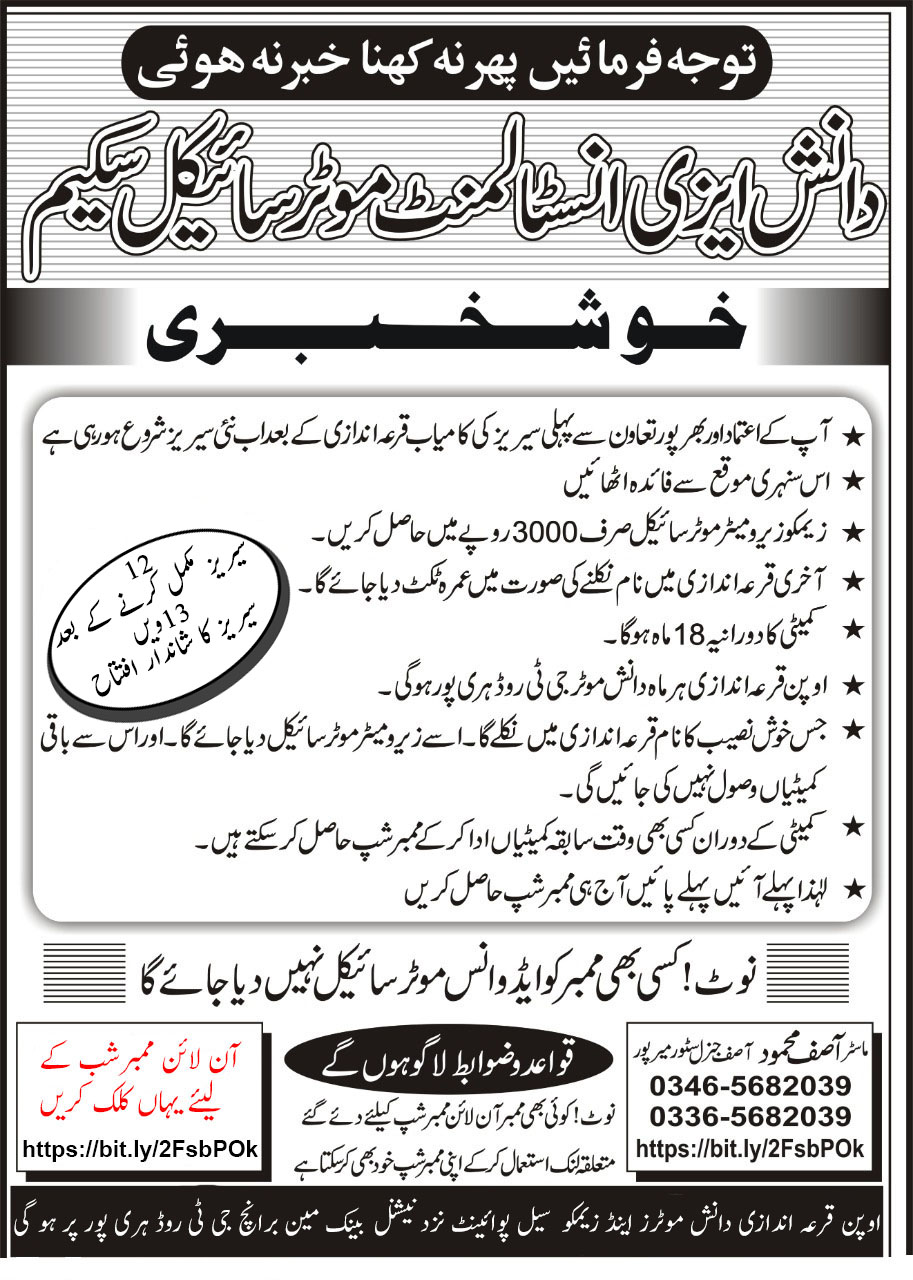 توجہ فرمائیں پھر نہ کہنا خبر نہ ہوئی
دانش ایزی انسٹالمنٹ موٹر سائیکل سکیم
خوشخبری
★ آپ کے اعتماد اور بھرپور تعاون سے پہلی سیریز کی کامیاب قرعہ اندازی کے بعد اب نئی سیریز شروع ہو رہی ہے
★ اس سنہری موقع سے فائدہ اٹھائیں
★ زیمکو زیرو میٹر موٹر سائیکل صرف 3000 روپے میں حاصل کریں۔
★ آخری قرعہ اندازی میں نام نکلنے کی صورت میں عمرہ ٹکٹ دیا جائے گا۔
★ کمیٹی کا دورانیہ 18 ماہ ہوگا۔
★ اوپن قرعہ اندازی ہر ماہ دانش موٹر جی ٹی روڈ ہری پور ہوگی۔
★ جس خوش نصیب کا نام قرعہ اندازی میں نکلے گا۔ اسے زیرو میٹر موٹر سائیکل دیا جائے گا۔ اور اس سے باقی
کمیٹیاں وصول نہیں کی جائیں گی۔
★ کمیٹی کے دوران کسی بھی وقت سابقہ کمیٹیاں ادا کر کے ممبر شپ حاصل کر سکتے ہیں۔
★ لہٰذا پہلے آئیں پہلے پائیں آج ہی ممبر شپ حاصل کریں
12
سیریز مکمل کرنے کے بعد
13ویں
سیریز کا شاندار افتتاح
نوٹ! کسی بھی ممبر کو ایڈوانس موٹر سائیکل نہیں دیا جائے گا
ماسٹر آصف محمود آصف جنرل سٹور میرپور
0346-5682039
0336-5682039
https://bit.ly/2FsbPOk
قواعد و ضوابط لاگو ہوں گے
نوٹ! کوئی بھی ممبر آن لائن ممبر شپ کیلئے دئے گئے
متعلقہ لنک استعمال کر کے اپنی ممبر شپ خود بھی کر سکتا ہے
آن لائن ممبر شب کے
لیئے یہاں کلک کریں
https://bit.ly/2FsbPOk
اوپن قرعہ اندازی دانش موٹرز اینڈ زیمکو سیل پوائینٹ نزد نیشنل بینک مین برانچ جی ٹی روڈ ہری پور پر ہو گی